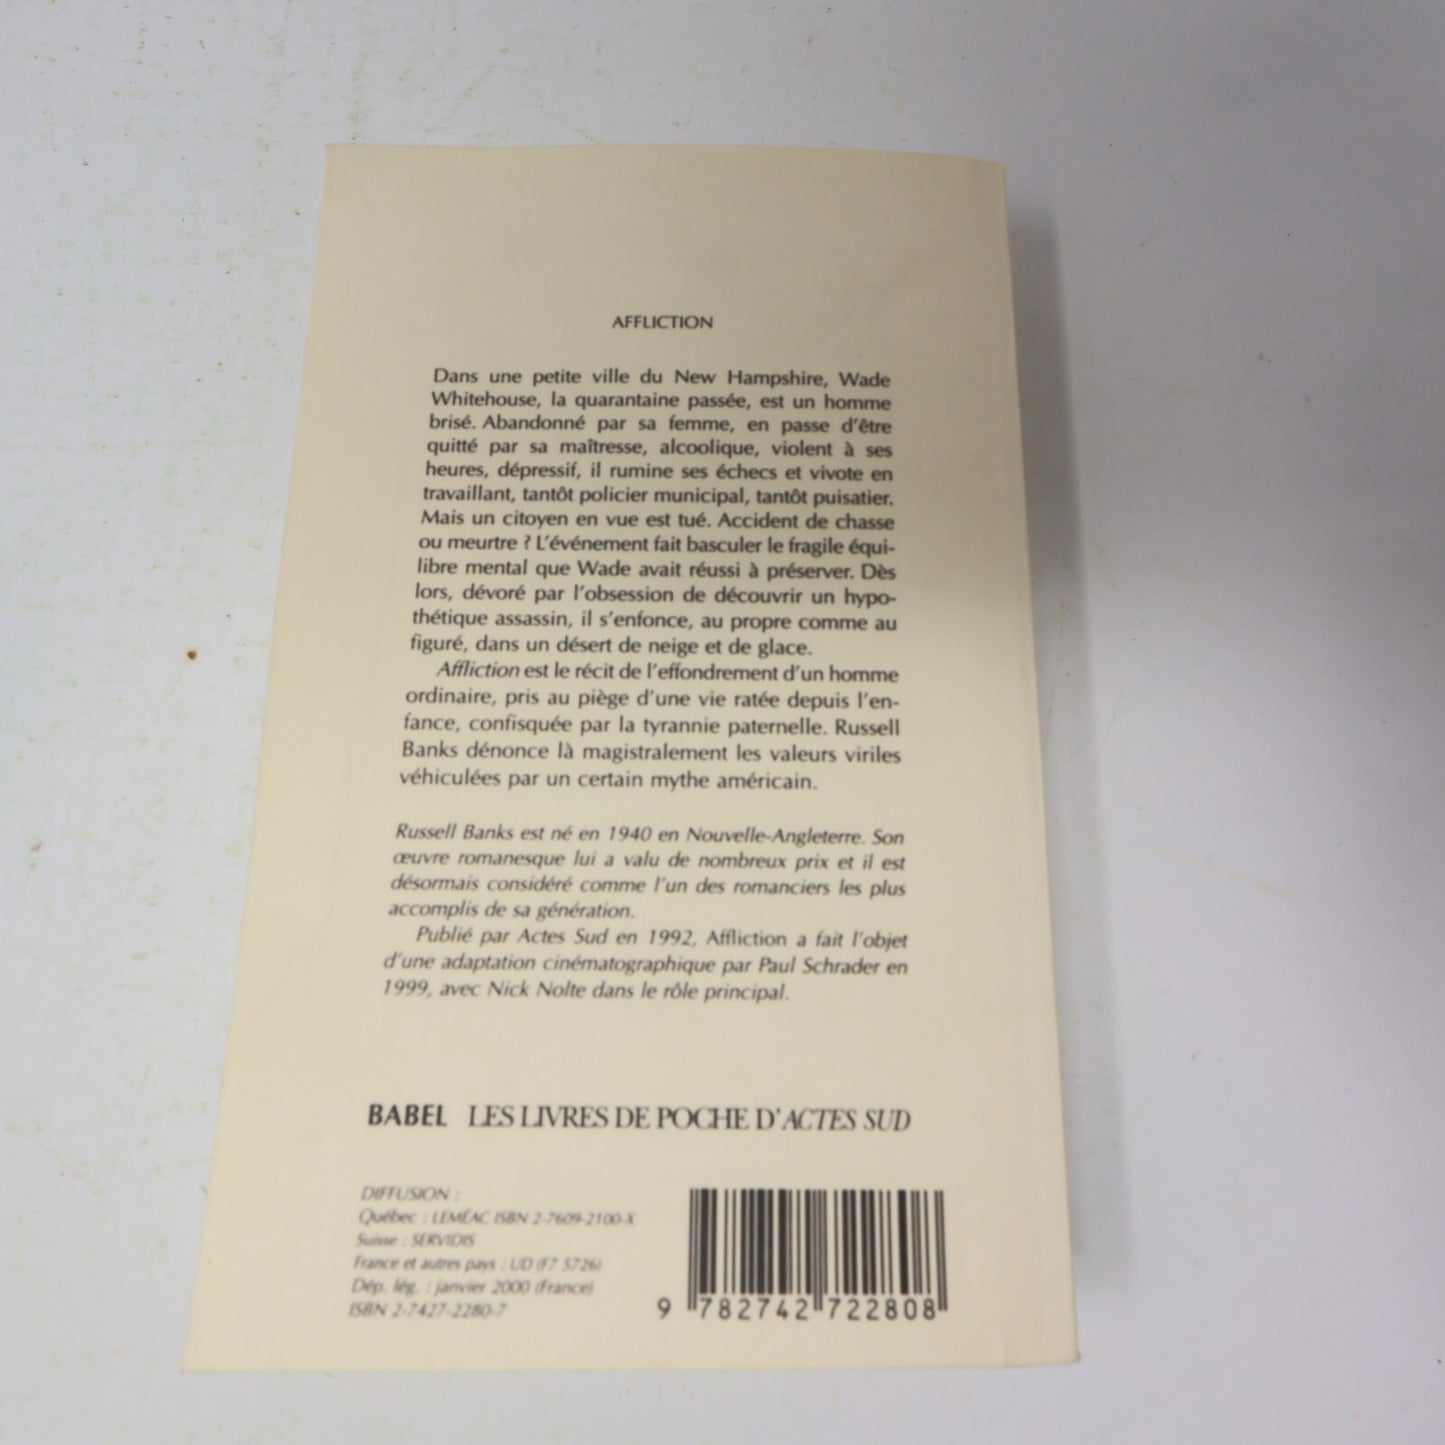 AFFLICTION
Dans une petite ville du New Hampshire, Wade
Whitehouse, la quarantaine passée, est un homme
brisé. Abandonné par sa femme, en passe d'être
quitté par sa maîtresse, alcoolique, violent à ses
heures, dépressif, il rumine ses échecs et vivote en
travaillant, tantôt policier municipal, tantôt puisatier.
Mais un citoyen en vue est tué. Accident de chasse
ou meurtre ? L'événement fait basculer le fragile équi-
libre mental que Wade avait réussi à préserver. Dès
lors, dévoré par l'obsession de découvrir un hypo-
thétique assassin, il s'enfonce, au propre comme au
figuré, dans un désert de neige et de glace.
Affliction est le récit de l'effondrement d'un homme
ordinaire, pris au piège d'une vie ratée depuis l'en-
fance, confisquée par la tyrannie paternelle. Russell
Banks dénonce là magistralement les valeurs viriles
véhiculées par un certain mythe américain.
Russell Banks est né en 1940 en Nouvelle-Angleterre. Son
œuvre romanesque lui a valu de nombreux prix et il est
désormais considéré comme l'un des romanciers les plus
accomplis de sa génération.
Publié par Actes Sud en 1992, Affliction a fait l'objet
d'une adaptation cinématographique par Paul Schrader en
1999, avec Nick Nolte dans le rôle principal.
BABEL LES LIVRES DE POCHE D'ACTES SUD
DIFFUSION :
Québec : LEMÉAC ISBN 2-7609-2100-X
Suisse : SERVIDIS
France et autres pays : UD (F7 5726)
Dép. lég. : janvier 2000 (France)
ISBN 2-7427-2280-7
9 782742 722808